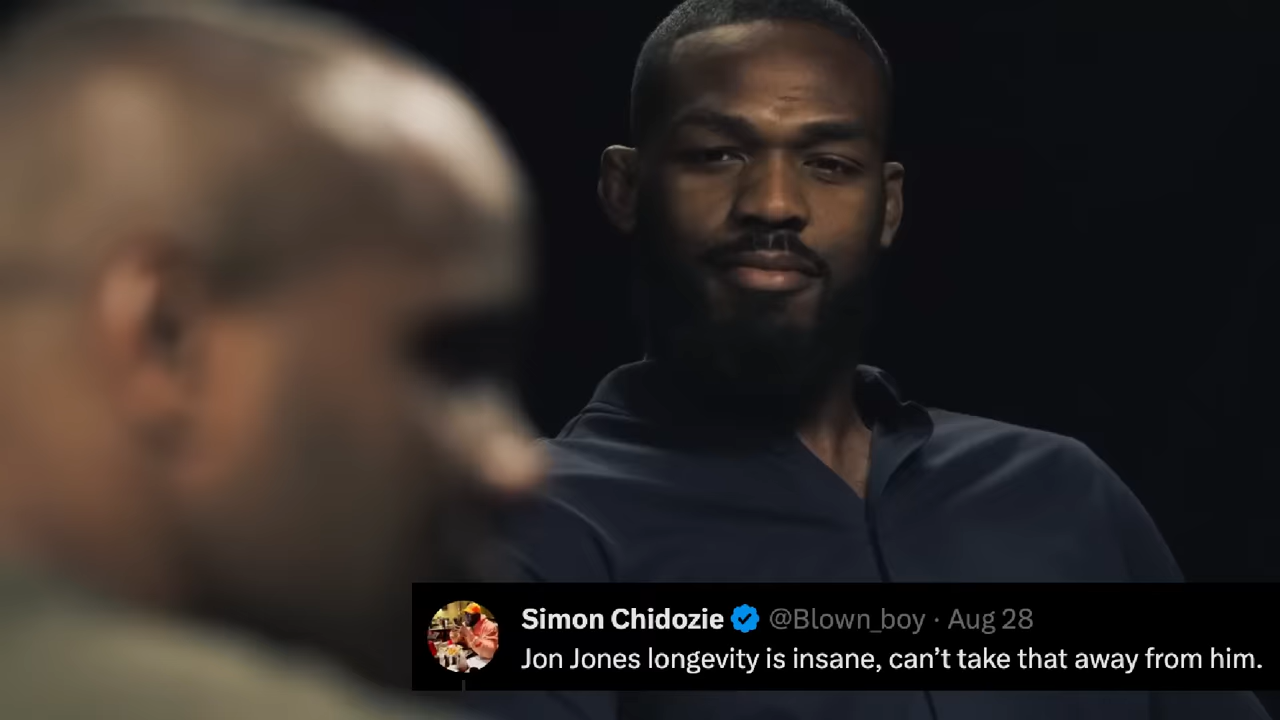 Simon Chidozie @Blown_boy · Aug 28
Jon Jones longevity is insane, can’t take that away from him.